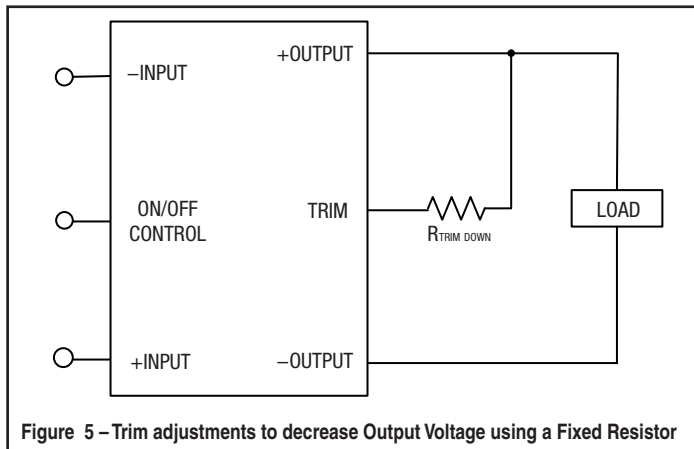 +OUTPUT
–INPUT
ON/OFF
CONTROL
TRIM
RTRIM DOWN
LOAD
+INPUT
–OUTPUT
Figure 5 – Trim adjustments to decrease Output Voltage using a Fixed Resistor